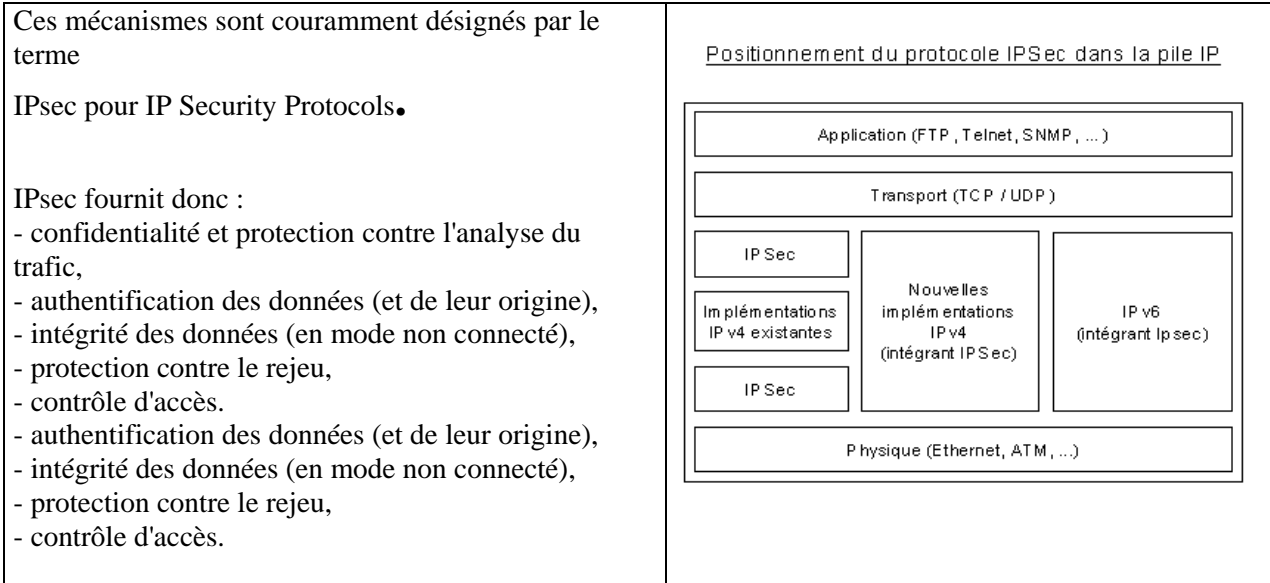 Ces mécanismes sont couramment désignés par le
terme
IPsec pour IP Security Protocols.
IPsec fournit donc :
- confidentialité et protection contre l'analyse du
trafic,
- authentification des données (et de leur origine),
- intégrité des données (en mode non connecté),
- protection contre le rejeu,
- contrôle d'accès.
- authentification des données (et de leur origine),
- intégrité des données (en mode non connecté),
- protection contre le rejeu,
- contrôle d'accès.
Positionnement du protocole IPSec dans la pile IP
Application (FTP, Telnet, SNMP, ...)
Transport (TCP / UDP)
IPSec
Implémentations
IPv4 existantes
IPSec
Nouvelles
implémentations
IPv4
(intégrant IPSec)
IPv6
(intégrant Ipsec)
Physique (Ethernet, ATM, ...)